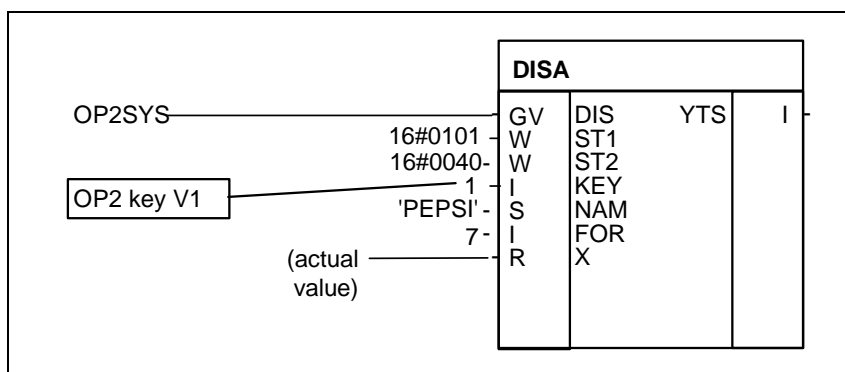 DISA
OP2SYS GV DIS YTS I
16#0101 W ST1
16#0040 W ST2
OP2 key V1 1 I KEY
'PEPSI' S NAM
7 I FOR
(actual R X
value)